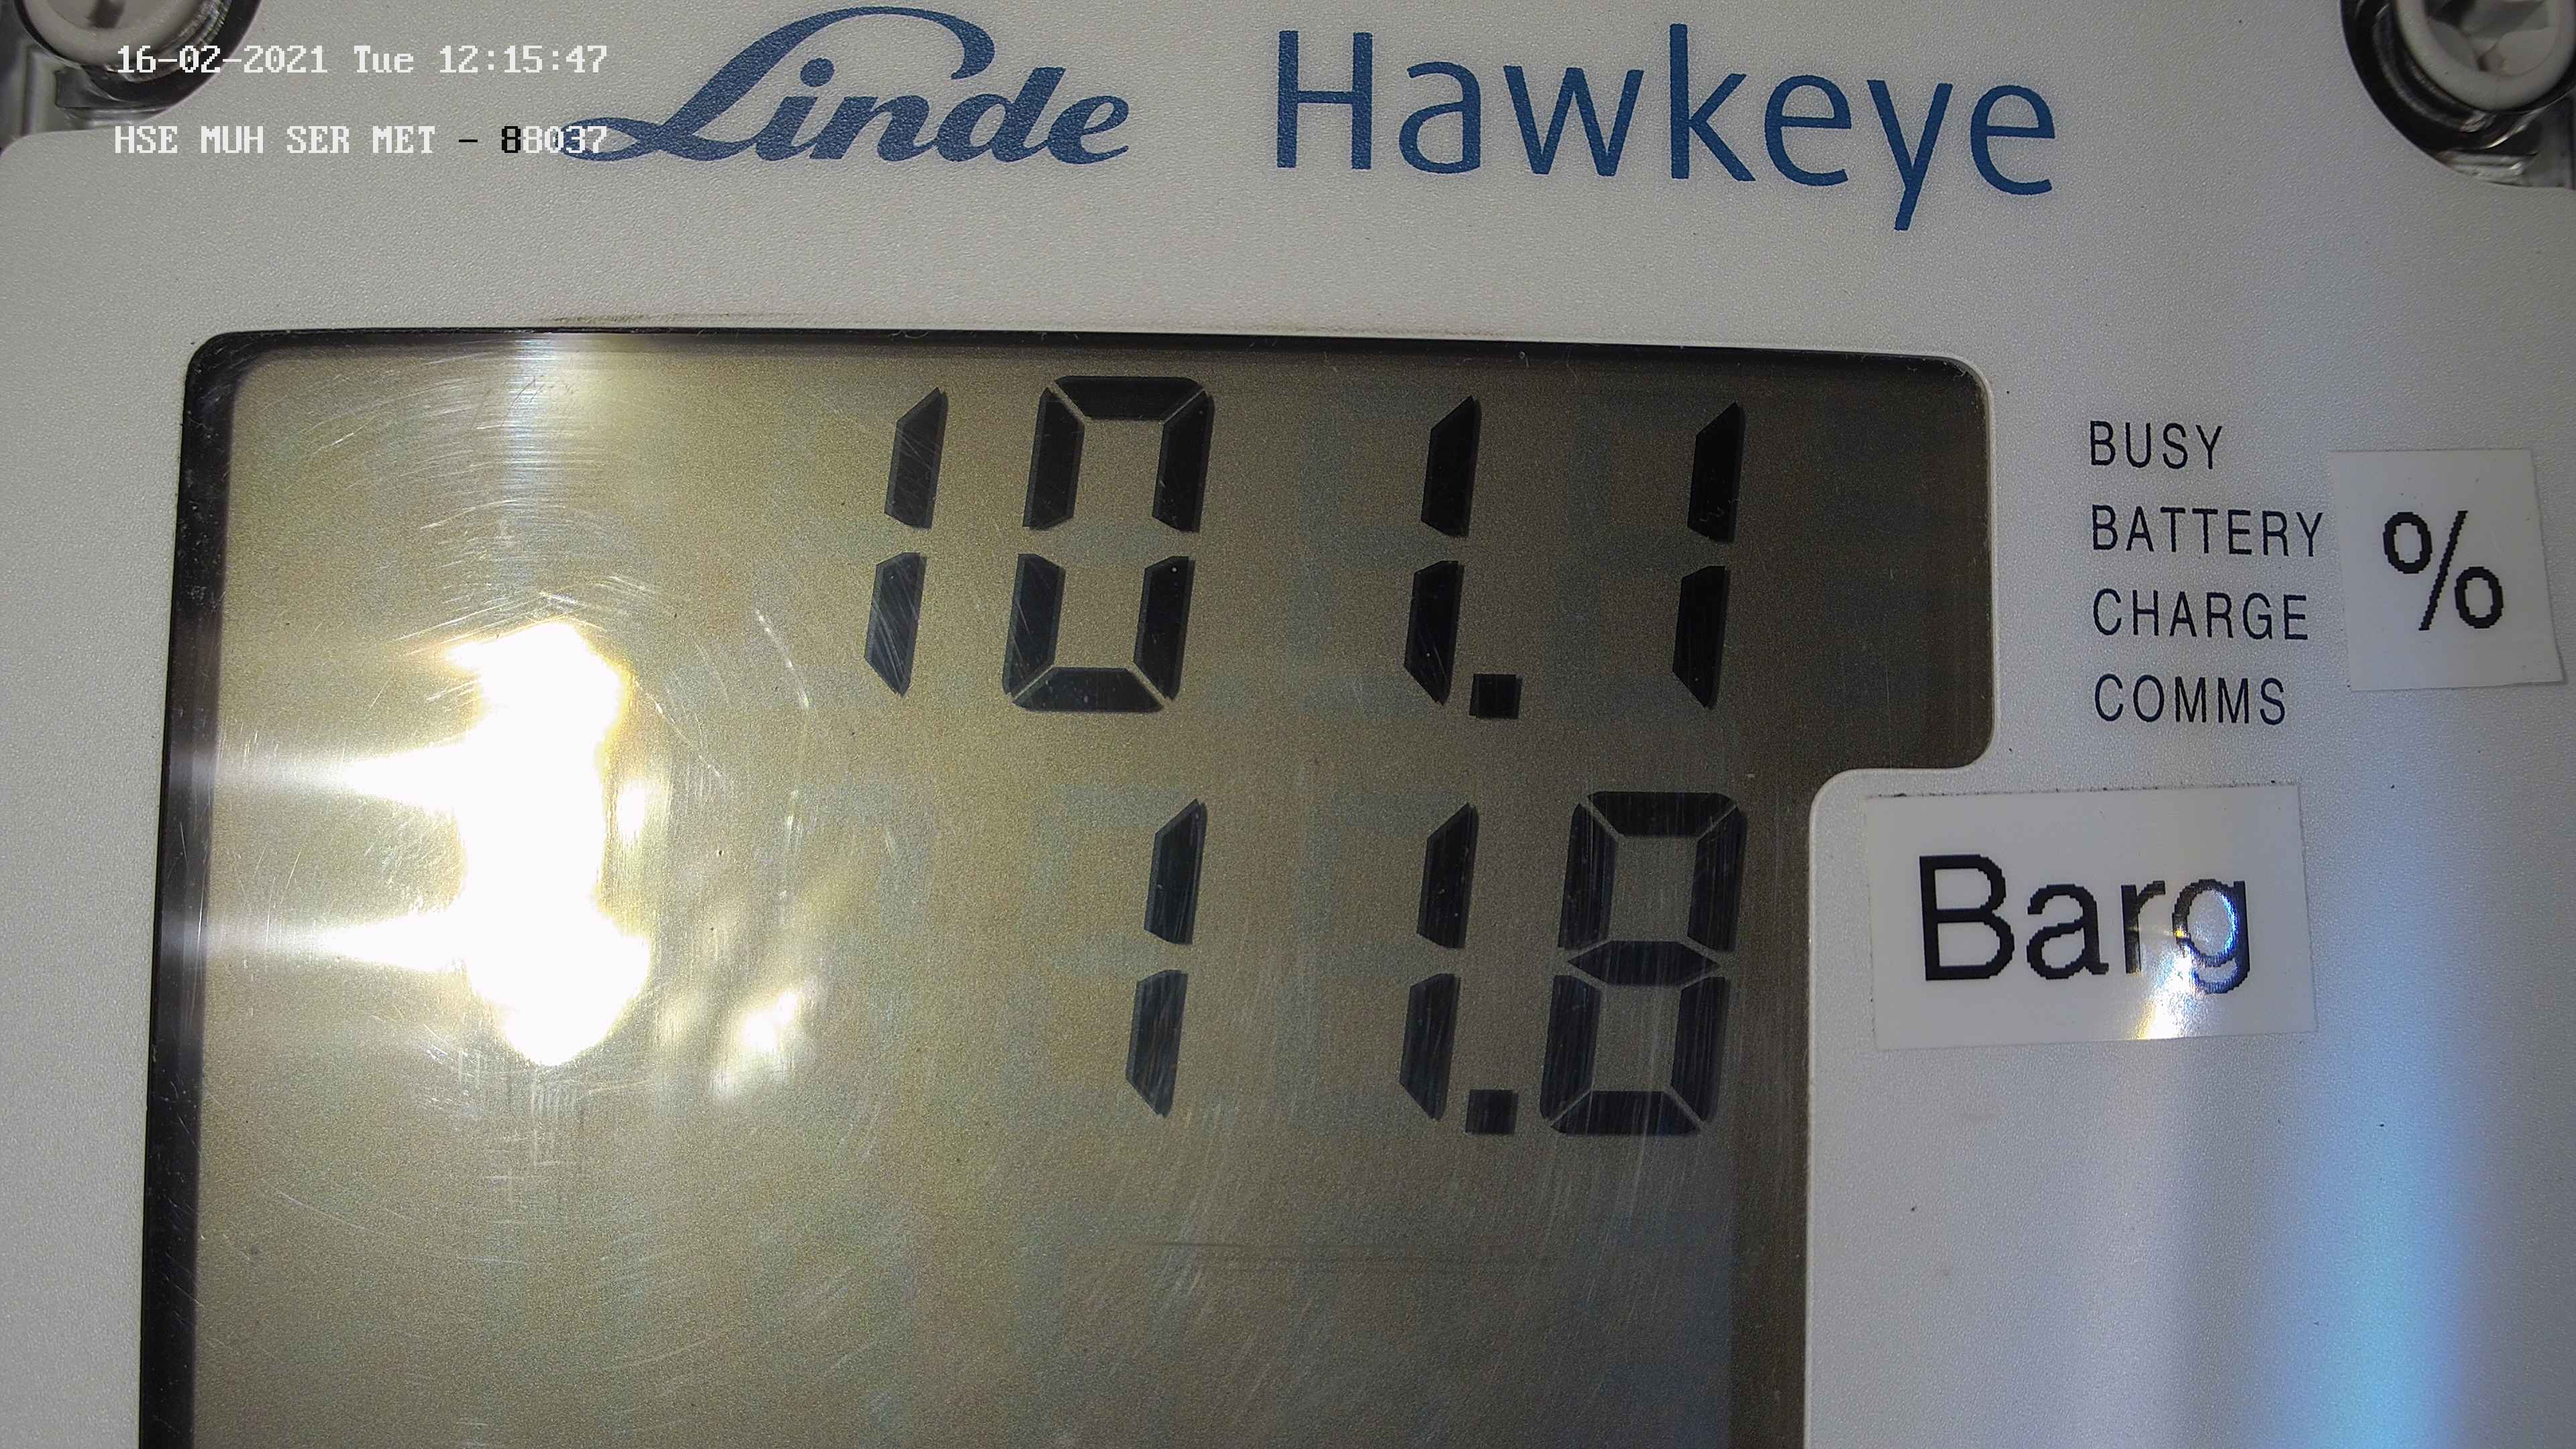 16-02-2021 Tue 12:15:47
HSE MUH SER MET - 88037
Linde Hawkeye
101.1
BUSY
BATTERY
CHARGE
COMMS
%
11.8
Barg